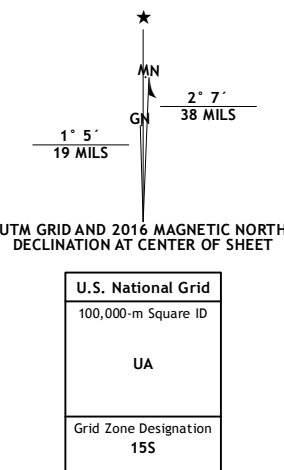 ★
MN
GN
2° 7´
38 MILS
1° 5´
19 MILS
UTM GRID AND 2016 MAGNETIC NORTH
DECLINATION AT CENTER OF SHEET
U.S. National Grid
100,000-m Square ID
UA
Grid Zone Designation
15S